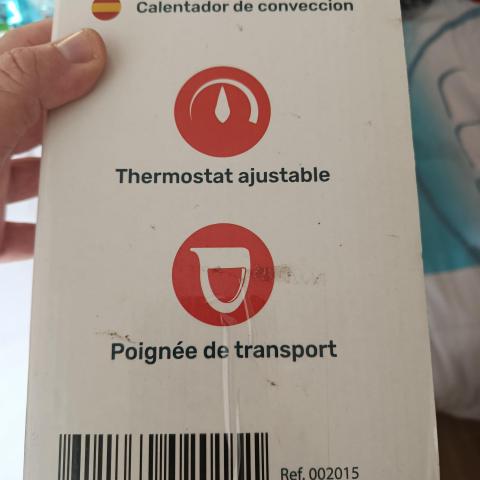 Calentador de conveccion
Thermostat ajustable
Poignée de transport
Ref. 002015